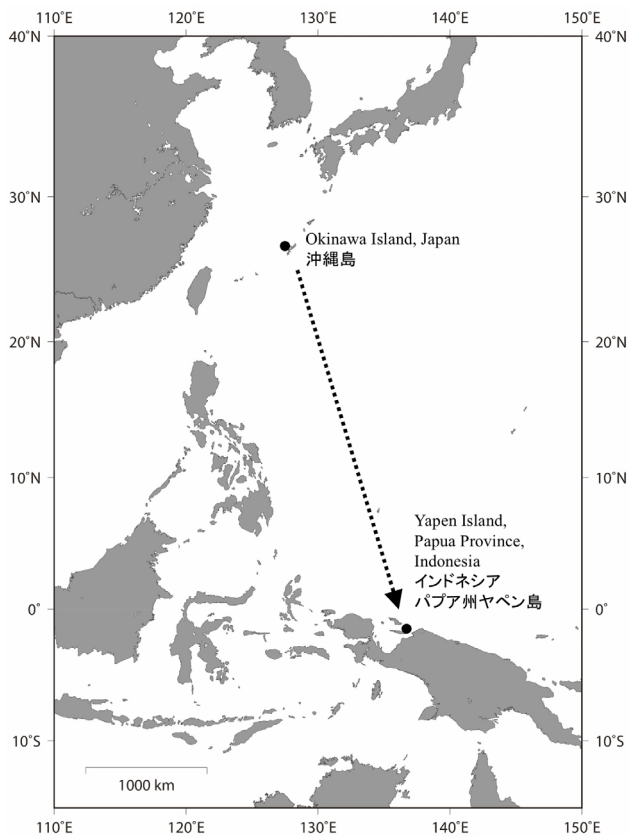 110°E 120°E 130°E 140°E 150°E
40°N 40°N
30°N 30°N
Okinawa Island, Japan
沖縄島
20°N 20°N
10°N 10°N
Yapen Island,
Papua Province,
Indonesia
インドネシア
パプア州ヤペン島
0° 0°
10°S 10°S
1000 km
110°E 120°E 130°E 140°E 150°E